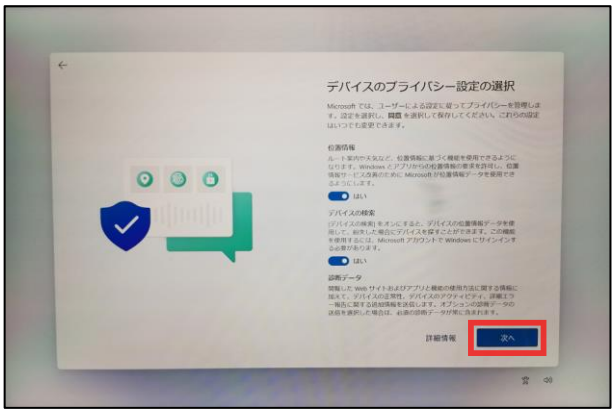 デバイスのプライバシー設定の選択
Microsoft では、ユーザーによる設定に従ってプライバシーを管理しま
す。設定を選択し、同意 を選択して保存してください。これらの設定
はいつでも変更できます。
位置情報
ルート案内や天気など、位置情報に基づく機能を使用できるように
なります。Windows とアプリからの位置情報の要求を許可し、位置
情報サービス改善のために Microsoft が位置情報データを使用でき
るようにします。
はい
デバイスの検索
[デバイスの検索] をオンにすると、デバイスの位置情報データを使
用して、紛失した場合にデバイスを探すことができます。この機能
を使用するには、Microsoft アカウントで Windows にサインインす
る必要があります。
はい
診断データ
閲覧した Web サイトおよびアプリと機能の使用方法に関する情報に
加えて、デバイスの正常性、デバイスのアクティビティ、詳細エラ
ー報告に関する追加情報を送信します。オプションの診断データの
送信を選択した場合は、必須の診断データが常に含まれます。
詳細情報
次へ